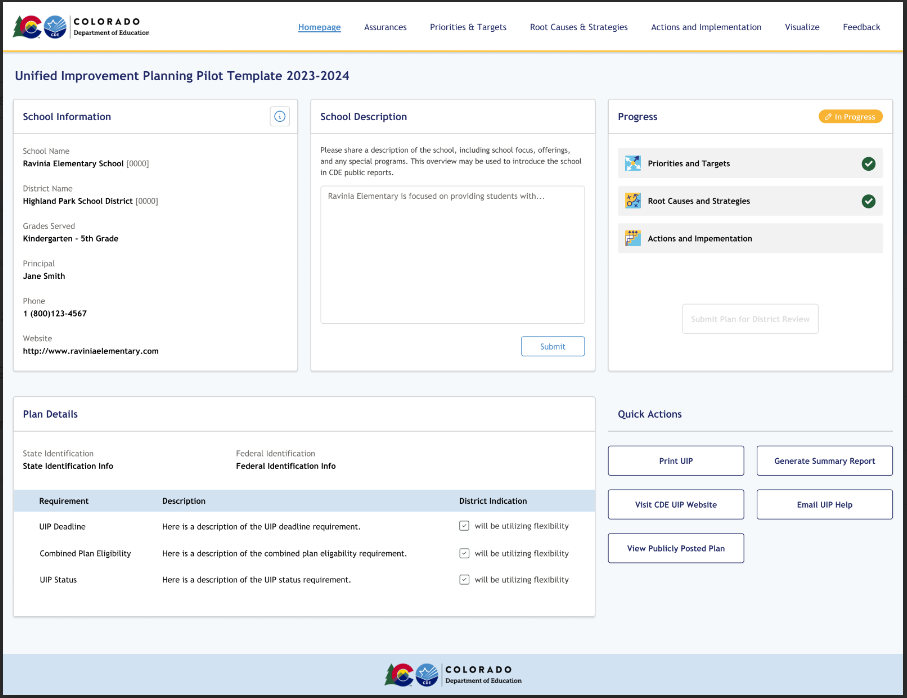 COLORADO
Department of Education
CDE
Homepage Assurances Priorities & Targets Root Causes & Strategies Actions and Implementation Visualize Feedback
Unified Improvement Planning Pilot Template 2023-2024
School Information
School Name
Ravinia Elementary School [0000]
District Name
Highland Park School District [0000]
Grades Served
Kindergarten - 5th Grade
Principal
Jane Smith
Phone
1 (800)123-4567
Website
http://www.raviniaelementary.com
School Description
Please share a description of the school, including school focus, offerings,
and any special programs. This overview may be used to introduce the school
in CDE public reports.
Ravinia Elementary is focused on providing students with...
Submit
Progress
In Progress
Priorities and Targets
Root Causes and Strategies
Actions and Impementation
Submit Plan for District Review
Plan Details
State Identification Federal Identification
State Identification Info Federal Identification Info
Requirement Description District Indication
UIP Deadline Here is a description of the UIP deadline requirement. will be utilizing flexibility
Combined Plan Eligibility Here is a description of the combined plan eligability requirement. will be utilizing flexibility
UIP Status Here is a description of the UIP status requirement. will be utilizing flexibility
Quick Actions
Print UIP Generate Summary Report
Visit CDE UIP Website Email UIP Help
View Publicly Posted Plan
CDE
COLORADO
Department of Education